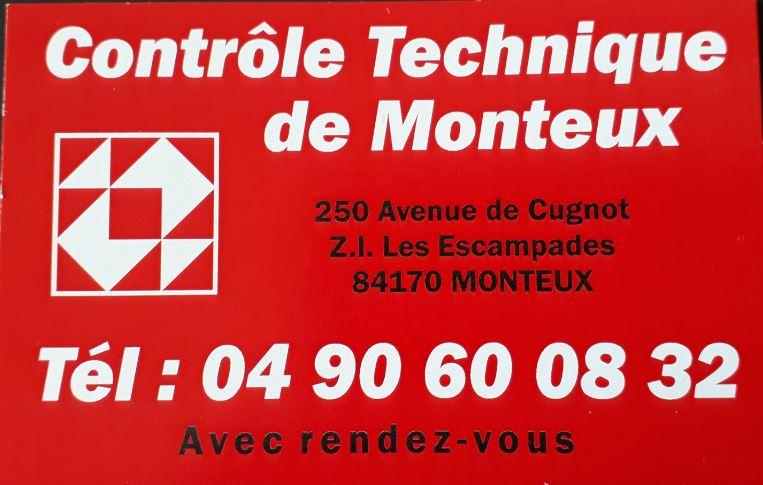 Contrôle Technique
de Monteux
250 Avenue de Cugnot
Z.I. Les Escampades
84170 MONTEUX
Tél : 04 90 60 08 32
Avec rendez-vous